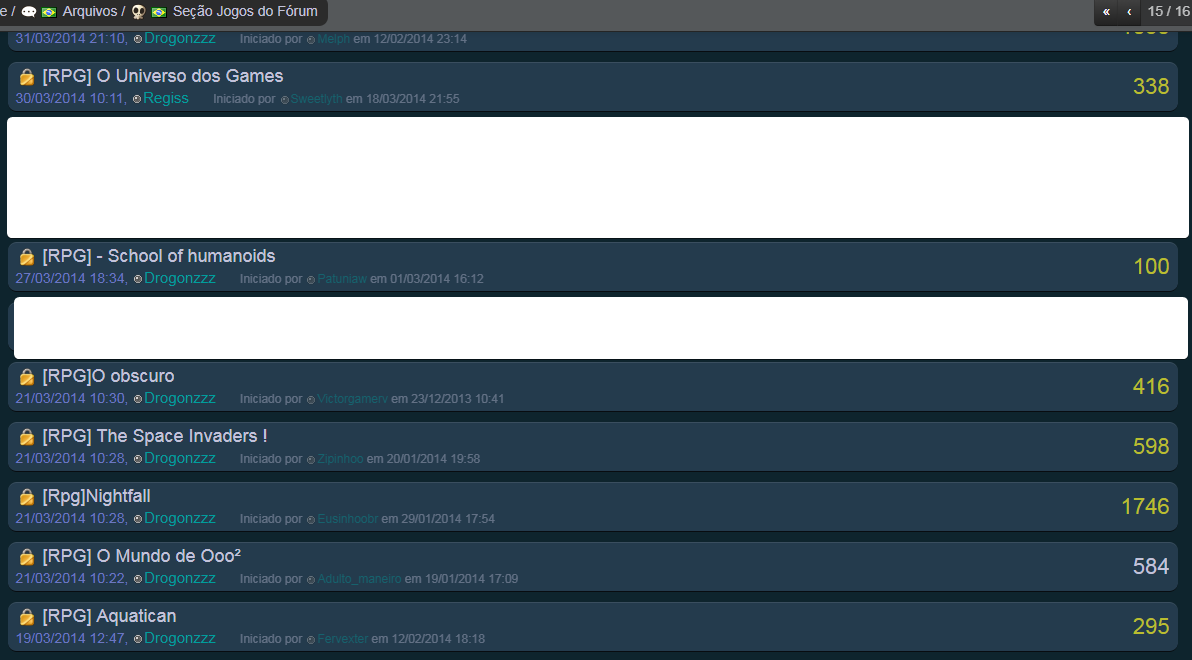 e / Arquivos / Seção Jogos do Fórum « ‹ 15 / 16
31/03/2014 21:10, Drogonzzz Iniciado por Melph em 12/02/2014 23:14
[RPG] O Universo dos Games
338
30/03/2014 10:11, Regiss Iniciado por Sweetlyth em 18/03/2014 21:55
[RPG] - School of humanoids
100
27/03/2014 18:34, Drogonzzz Iniciado por Patuniaw em 01/03/2014 16:12
[RPG]O obscuro
416
21/03/2014 10:30, Drogonzzz Iniciado por Victorgamerv em 23/12/2013 10:41
[RPG] The Space Invaders !
598
21/03/2014 10:28, Drogonzzz Iniciado por Zipinhoo em 20/01/2014 19:58
[Rpg]Nightfall
1746
21/03/2014 10:28, Drogonzzz Iniciado por Eusinhoobr em 29/01/2014 17:54
[RPG] O Mundo de Ooo²
584
21/03/2014 10:22, Drogonzzz Iniciado por Adulto_maneiro em 19/01/2014 17:09
[RPG] Aquatican
295
19/03/2014 12:47, Drogonzzz Iniciado por Ferveixter em 12/02/2014 18:18